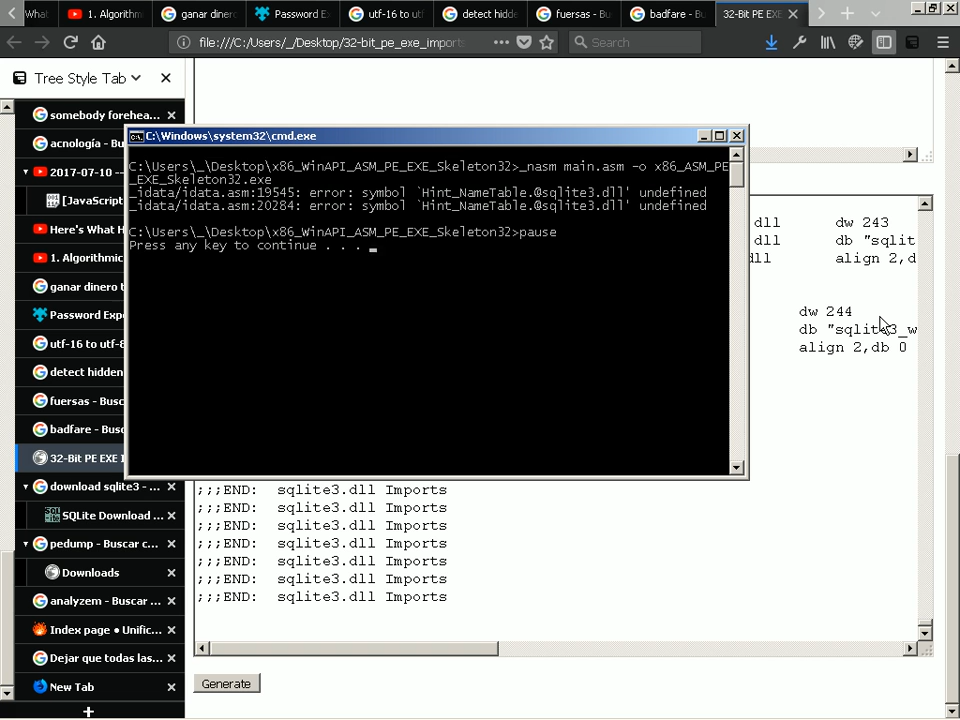 What
1. Algorithm
ganar diner
Password Ex
utf-16 to ut
detect hidde
fuersas - Bu
badfare - Bu
32-Bit PE EXE
file:///C:/Users/_/Desktop/32-bit_pe_exe_imports
Search
Tree Style Tab
somebody forehea...
acnología - Bus
2017-07-10 --
[JavaScript
Here's What H
1. Algorithmic
ganar dinero t
Password Expe
utf-16 to utf-8
detect hidden
fuersas - Busc
badfare - Busc
32-Bit PE EXE I
download sqlite3 - ...
SQLite Download ...
pedump - Buscar c...
Downloads
analyzem - Buscar ...
Index page ● Unific...
Dejar que todas las...
New Tab
C:\Windows\system32\cmd.exe
C:\Users\_\Desktop\x86_WinAPI_ASM_PE_EXE_Skeleton32>_nasm main.asm -o x86_ASM_PE
_EXE_Skeleton32.exe
_idata/idata.asm:19545: error: symbol `Hint_NameTable.@sqlite3.dll' undefined
_idata/idata.asm:20284: error: symbol `Hint_NameTable.@sqlite3.dll' undefined
C:\Users\_\Desktop\x86_WinAPI_ASM_PE_EXE_Skeleton32>pause
Press any key to continue . . .
dll dw 243
dll db "sqlit
ll align 2,d
dw 244
db "sqlite3_w
align 2,db 0
;;;END: sqlite3.dll Imports
;;;END: sqlite3.dll Imports
;;;END: sqlite3.dll Imports
;;;END: sqlite3.dll Imports
;;;END: sqlite3.dll Imports
;;;END: sqlite3.dll Imports
;;;END: sqlite3.dll Imports
Generate